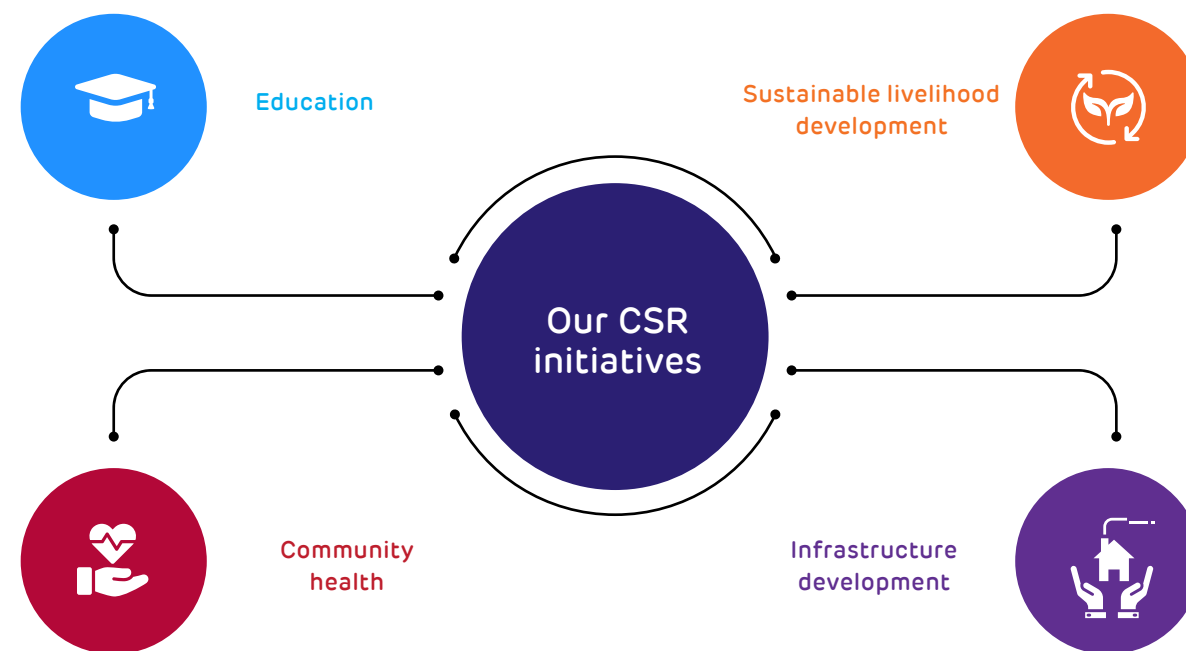 Education
Sustainable livelihood
development
Our CSR
initiatives
Community
health
Infrastructure
development